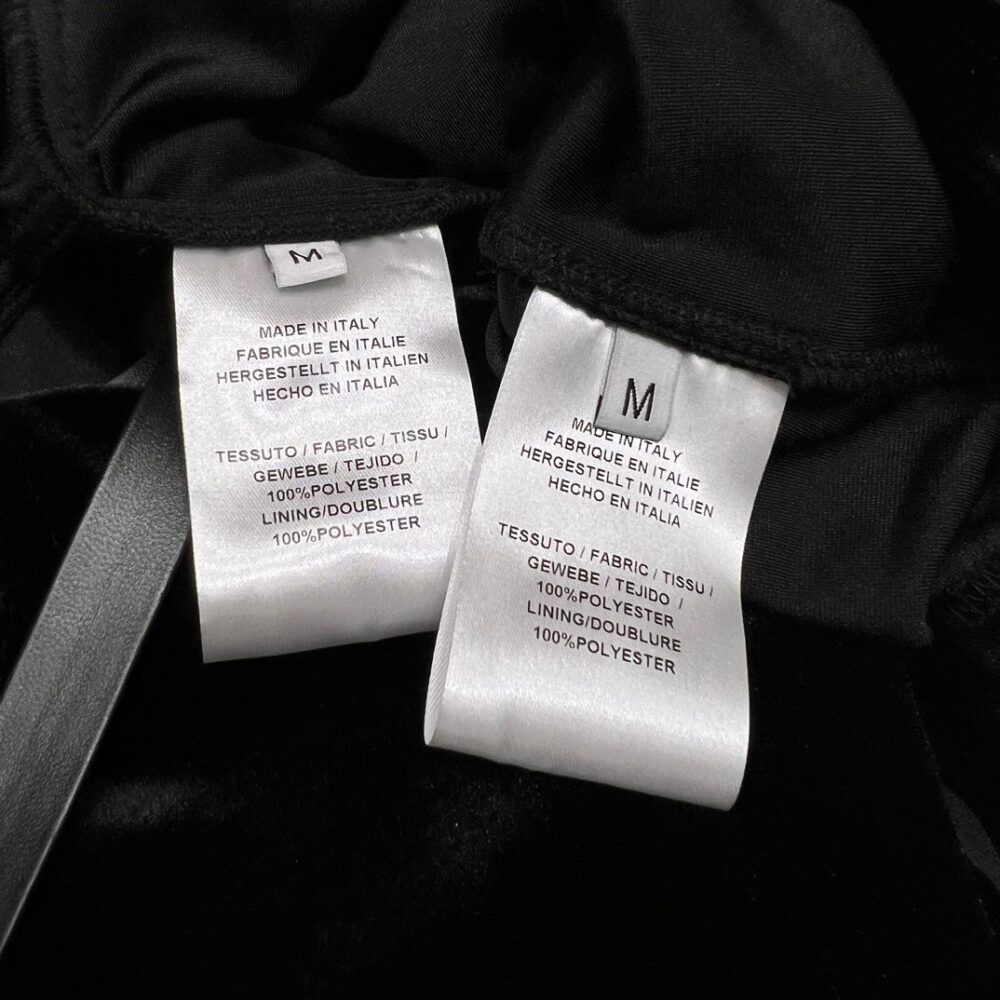 M
MADE IN ITALY
FABRIQUE EN ITALIE
HERGESTELLT IN ITALIEN
HECHO EN ITALIA
TESSUTO / FABRIC / TISSU /
GEWEBE / TEJIDO /
100%POLYESTER
LINING/DOUBLURE
100%POLYESTER
M
MADE IN ITALY
FABRIQUE EN ITALIE
HERGESTELLT IN ITALIEN
HECHO EN ITALIA
TESSUTO / FABRIC / TISSU /
GEWEBE / TEJIDO /
100%POLYESTER
LINING/DOUBLURE
100%POLYESTER